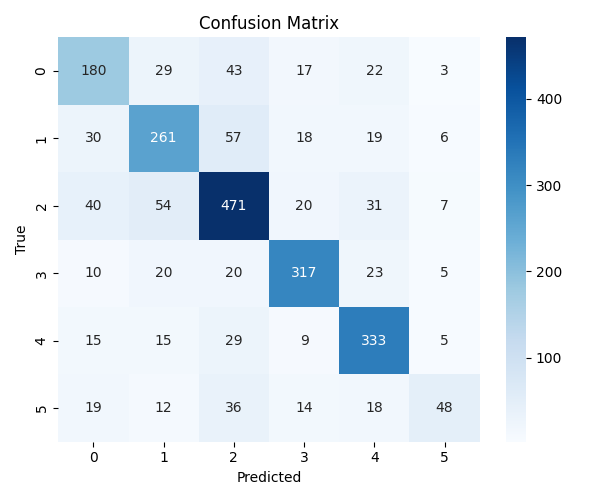 Confusion Matrix
0 180 29 43 17 22 3
1 30 261 57 18 19 6
2 40 54 471 20 31 7
3 10 20 20 317 23 5
4 15 15 29 9 333 5
5 19 12 36 14 18 48
0 1 2 3 4 5
Predicted
True
400
300
200
100